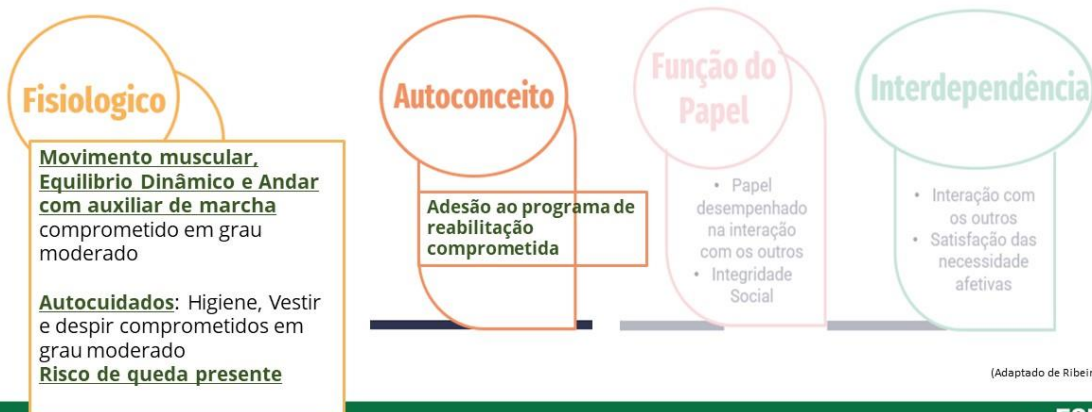 Fisiologico
Movimento muscular,
Equilibrio Dinâmico e Andar
com auxiliar de marcha
comprometido em grau
moderado
Autocuidados: Higiene, Vestir
e despir comprometidos em
grau moderado
Risco de queda presente
Autoconceito
Adesão ao programa de
reabilitação
comprometida
Função do
Papel
• Papel
desempenhado
na interação
com os outros
• Integridade
Social
Interdependência
• Interação com
os outros
• Satisfação das
necessidade
afetivas
(Adaptado de Ribeir